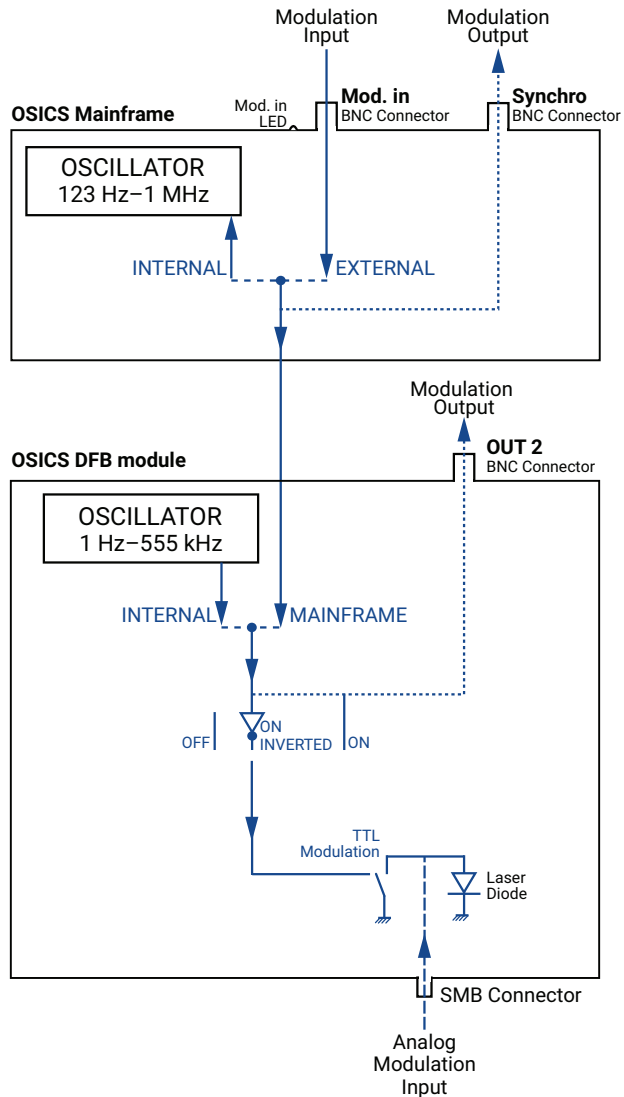 Modulation
Input
Modulation
Output
OSICS Mainframe
Mod. in
LED
Mod. in
BNC Connector
Synchro
BNC Connector
OSCILLATOR
123 Hz–1 MHz
INTERNAL
EXTERNAL
Modulation
Output
OSICS DFB module
OUT 2
BNC Connector
OSCILLATOR
1 Hz–555 kHz
INTERNAL
MAINFRAME
OFF
ON
INVERTED
ON
TTL
Modulation
Laser
Diode
SMB Connector
Analog
Modulation
Input